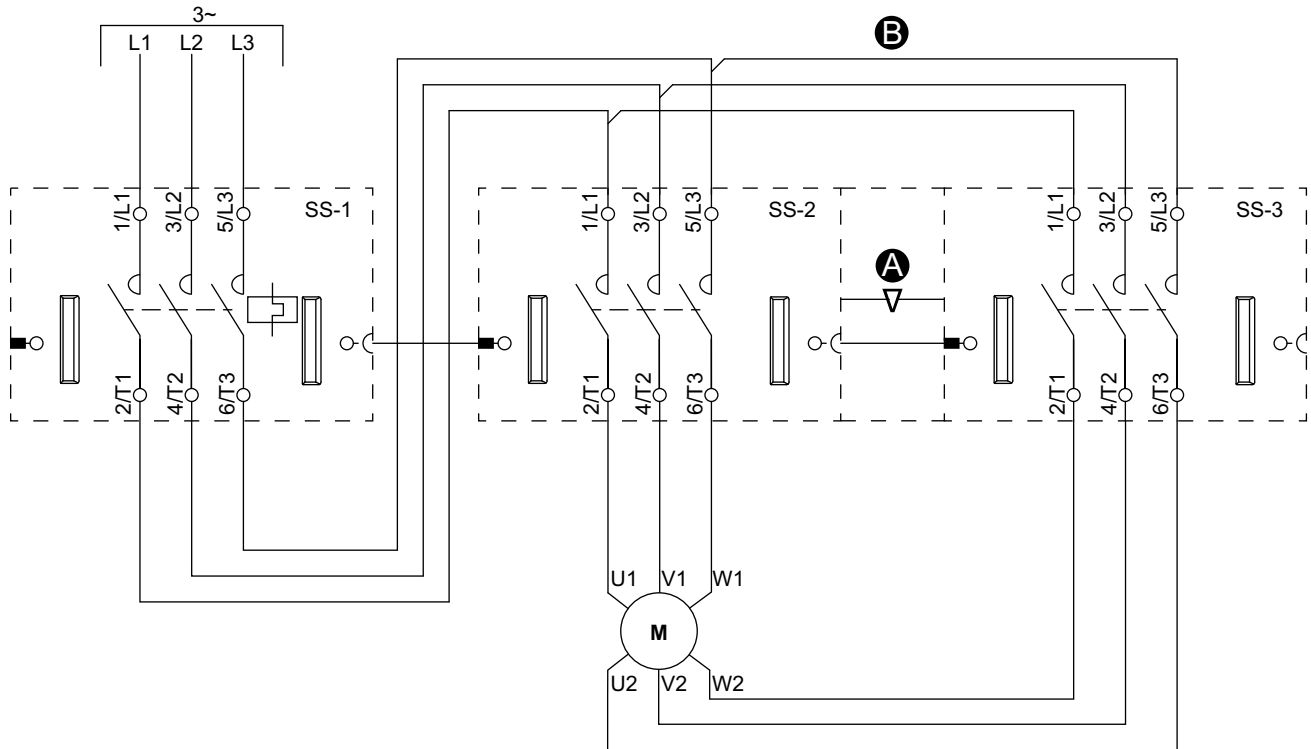 3~
L1 L2 L3
B
1/L1 3/L2 5/L3 SS-1
1/L1 3/L2 5/L3 SS-2
1/L1 3/L2 5/L3 SS-3
A
2/T1 4/T2 6/T3
2/T1 4/T2 6/T3
2/T1 4/T2 6/T3
U1 V1 W1
M
U2 V2 W2